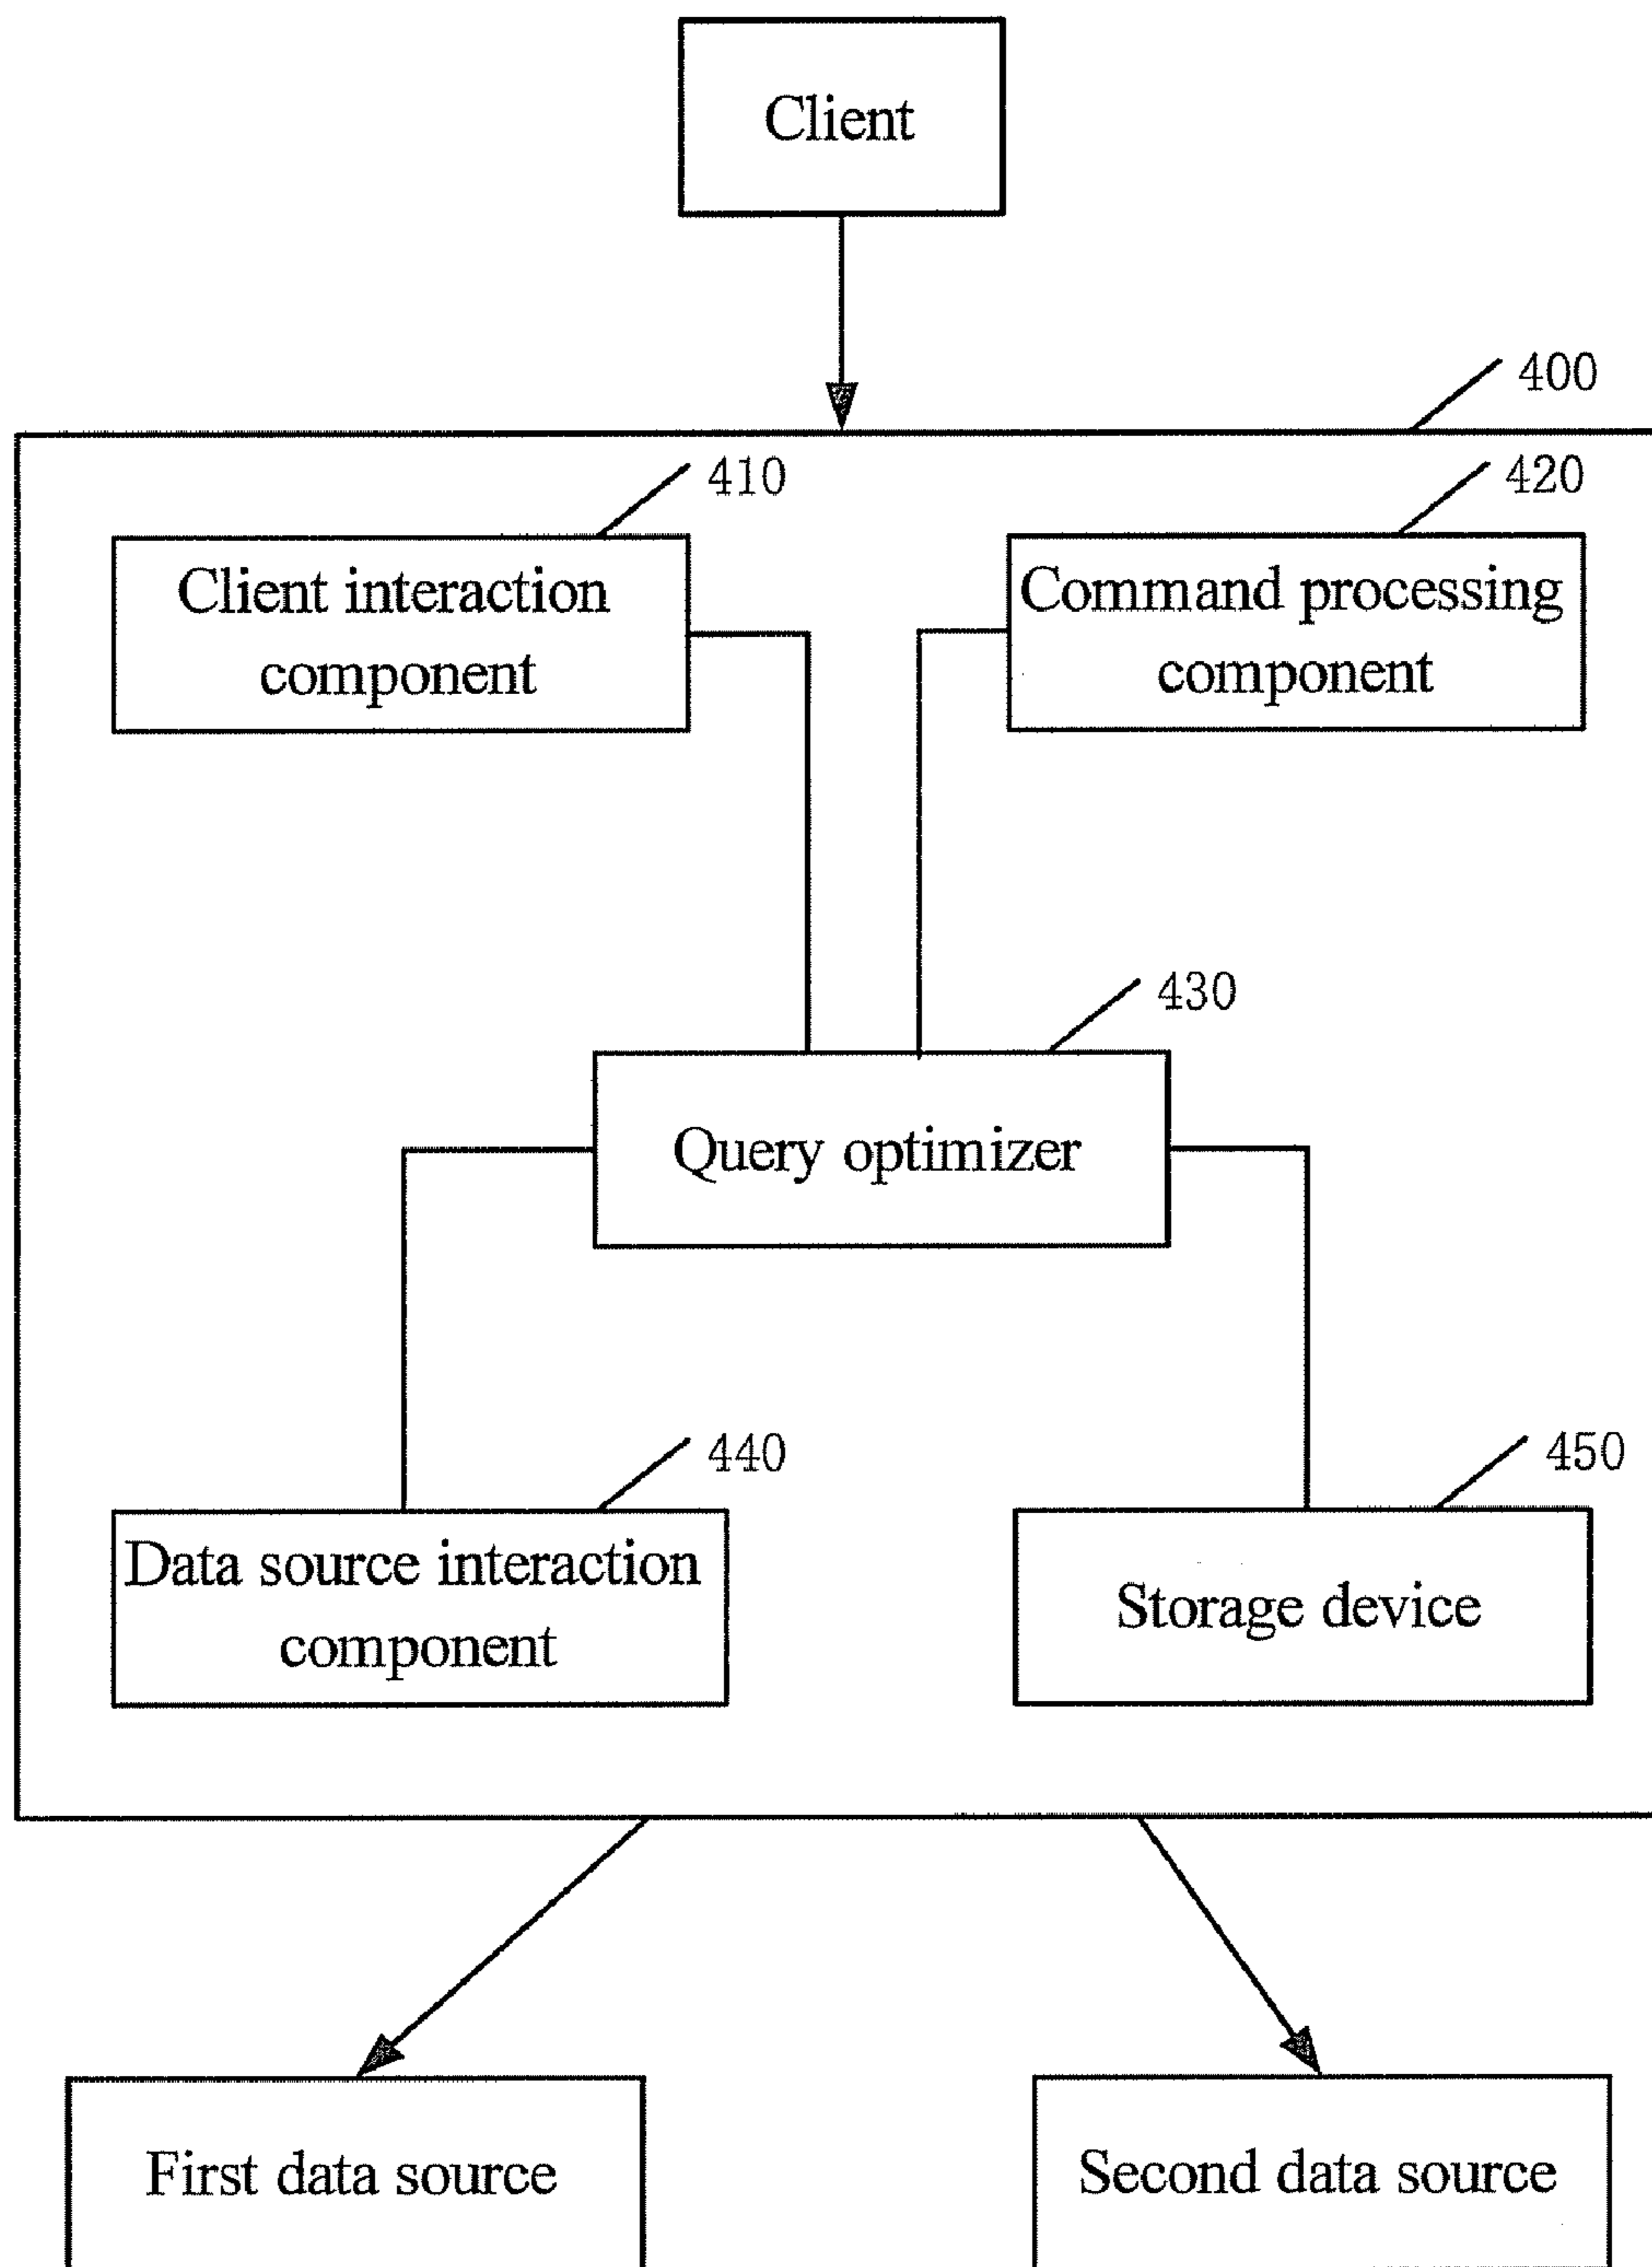 Client
400
410
420
Client interaction
component
Command processing
component
430
Query optimizer
440
450
Data source interaction
component
Storage device
First data source
Second data source